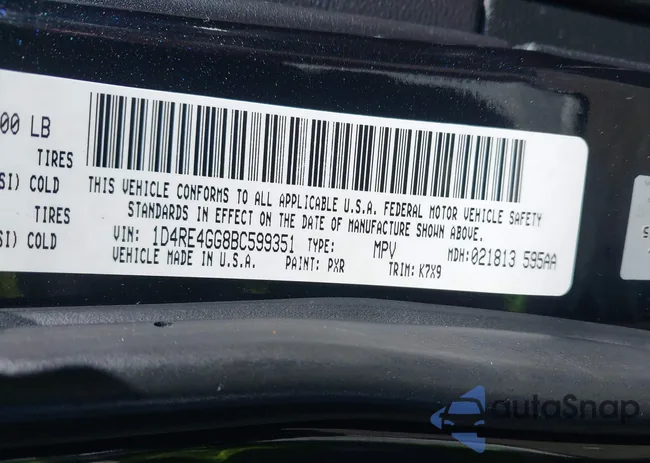 00 LB
TIRES
SI) COLD
TIRES
SI) COLD
THIS VEHICLE CONFORMS TO ALL APPLICABLE U.S.A. FEDERAL MOTOR VEHICLE SAFETY
STANDARDS IN EFFECT ON THE DATE OF MANUFACTURE SHOWN ABOVE.
VIN: 1D4RE4GG8BC599351 TYPE: MPV MDH:021813 595AA
VEHICLE MADE IN U.S.A. PAINT: PXR TRIM: K7X9
autoSnap